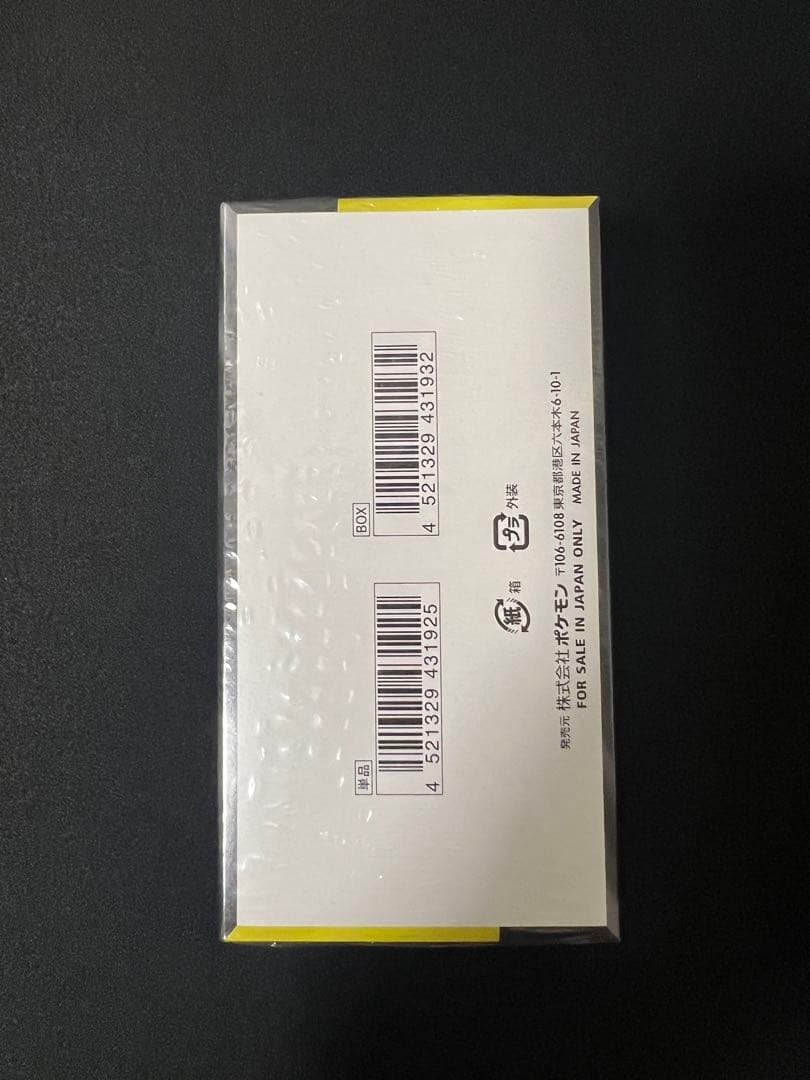 単品
4 521329 431925
BOX
4 521329 431932
紙 箱
プラ 外装
発売元 株式会社 ポケモン 〒106-6108 東京都港区六本木6-10-1
FOR SALE IN JAPAN ONLY MADE IN JAPAN